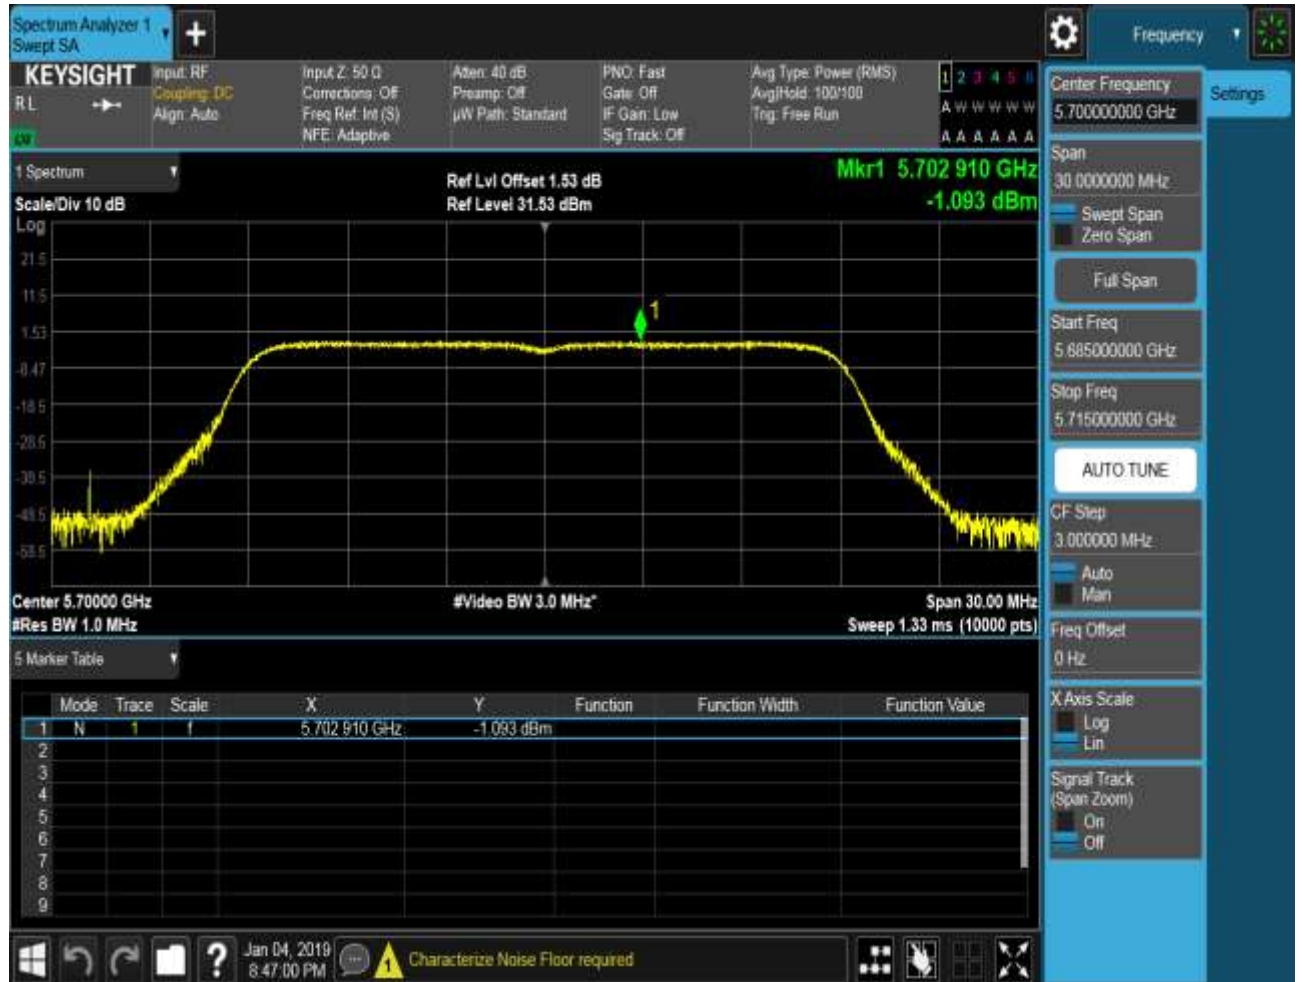 Spectrum Analyzer 1
Swept SA
+
Frequency
KEYSIGHT
RL
Input: RF
Coupling: DC
Align: Auto
Input Z: 50 Ω
Corrections: Off
Freq Ref: Int (S)
NFE: Adaptive
Atten: 40 dB
Preamp: Off
µW Path: Standard
PNO: Fast
Gate: Off
IF Gain: Low
Sig Track: Off
Avg Type: Power (RMS)
Avg|Hold: 100/100
Trig: Free Run
1 2 3 4 5 6
A W W W W W
A A A A A A
1 Spectrum
Scale/Div 10 dB
Ref Lvl Offset 1.53 dB
Ref Level 31.53 dBm
Mkr1 5.702 910 GHz
-1.093 dBm
Log
21.5
11.5
1.53
-8.47
-18.5
-28.5
-38.5
-48.5
-58.5
1
Center 5.70000 GHz
#Res BW 1.0 MHz
#Video BW 3.0 MHz*
Span 30.00 MHz
Sweep 1.33 ms (10000 pts)
5 Marker Table
Mode Trace Scale X Y Function Function Width Function Value
1 N 1 f 5.702 910 GHz -1.093 dBm
2
3
4
5
6
7
8
9
Jan 04, 2019
8:47:00 PM
Characterize Noise Floor required
Center Frequency
5.700000000 GHz
Settings
Span
30.0000000 MHz
Swept Span
Zero Span
Full Span
Start Freq
5.685000000 GHz
Stop Freq
5.715000000 GHz
AUTO TUNE
CF Step
3.000000 MHz
Auto
Man
Freq Offset
0 Hz
X Axis Scale
Log
Lin
Signal Track
(Span Zoom)
On
Off